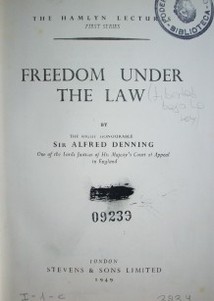 THE HAMLYN LECTURES
FIRST SERIES
FREEDOM UNDER
THE LAW
BY
THE RIGHT HONOURABLE
SIR ALFRED DENNING
One of the Lords Justices of His Majesty's Court of Appeal
in England
09239
LONDON
STEVENS & SONS LIMITED
1949